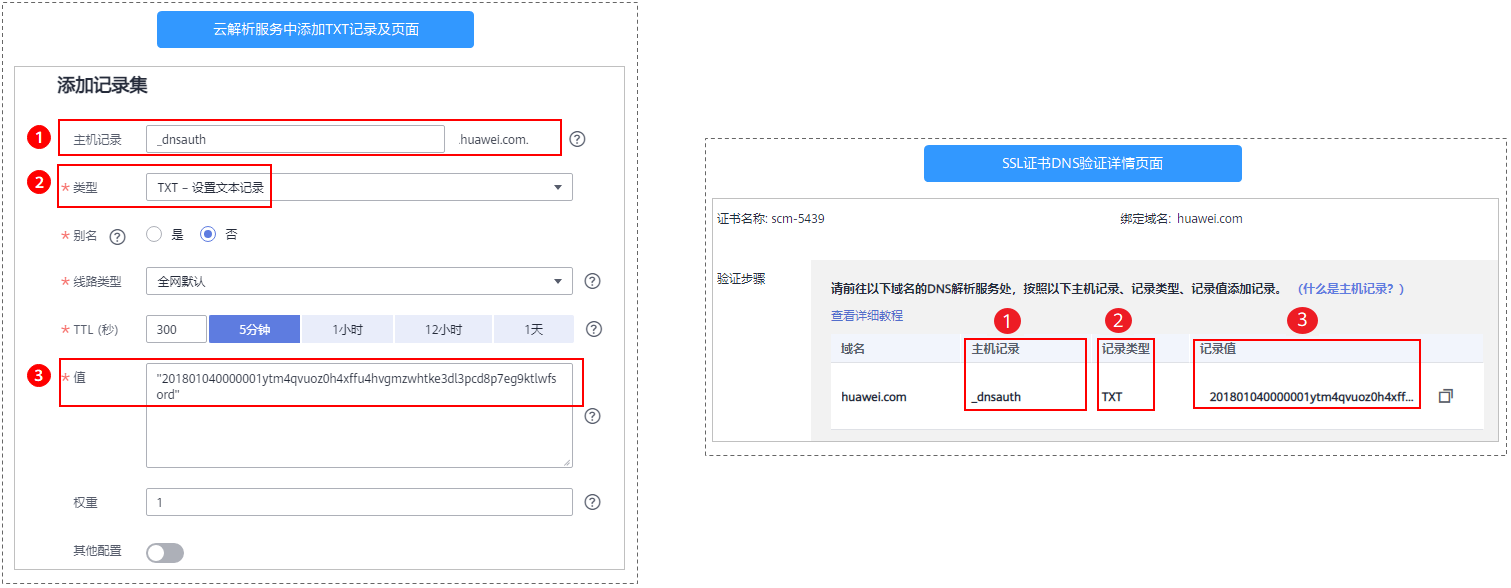 云解析服务中添加TXT记录及页面
添加记录集
1 主机记录 _dnsauth .huawei.com. ?
2 * 类型 TXT – 设置文本记录
* 别名 ? 是 否
* 线路类型 全网默认 ?
* TTL (秒) 300 5分钟 1小时 12小时 1天 ?
3 * 值 "201801040000001ytm4qvuoz0h4xffu4hvgmzwhtke3dl3pcd8p7eg9ktlwfs
ord"
?
权重 1 ?
其他配置
SSL证书DNS验证详情页面
证书名称: scm-5439 绑定域名: huawei.com
验证步骤
请前往以下域名的DNS解析服务处，按照以下主机记录、记录类型、记录值添加记录。 （什么是主机记录？）
查看详细教程
1 2 3
域名 主机记录 记录类型 记录值
huawei.com _dnsauth TXT 201801040000001ytm4qvuoz0h4xff...